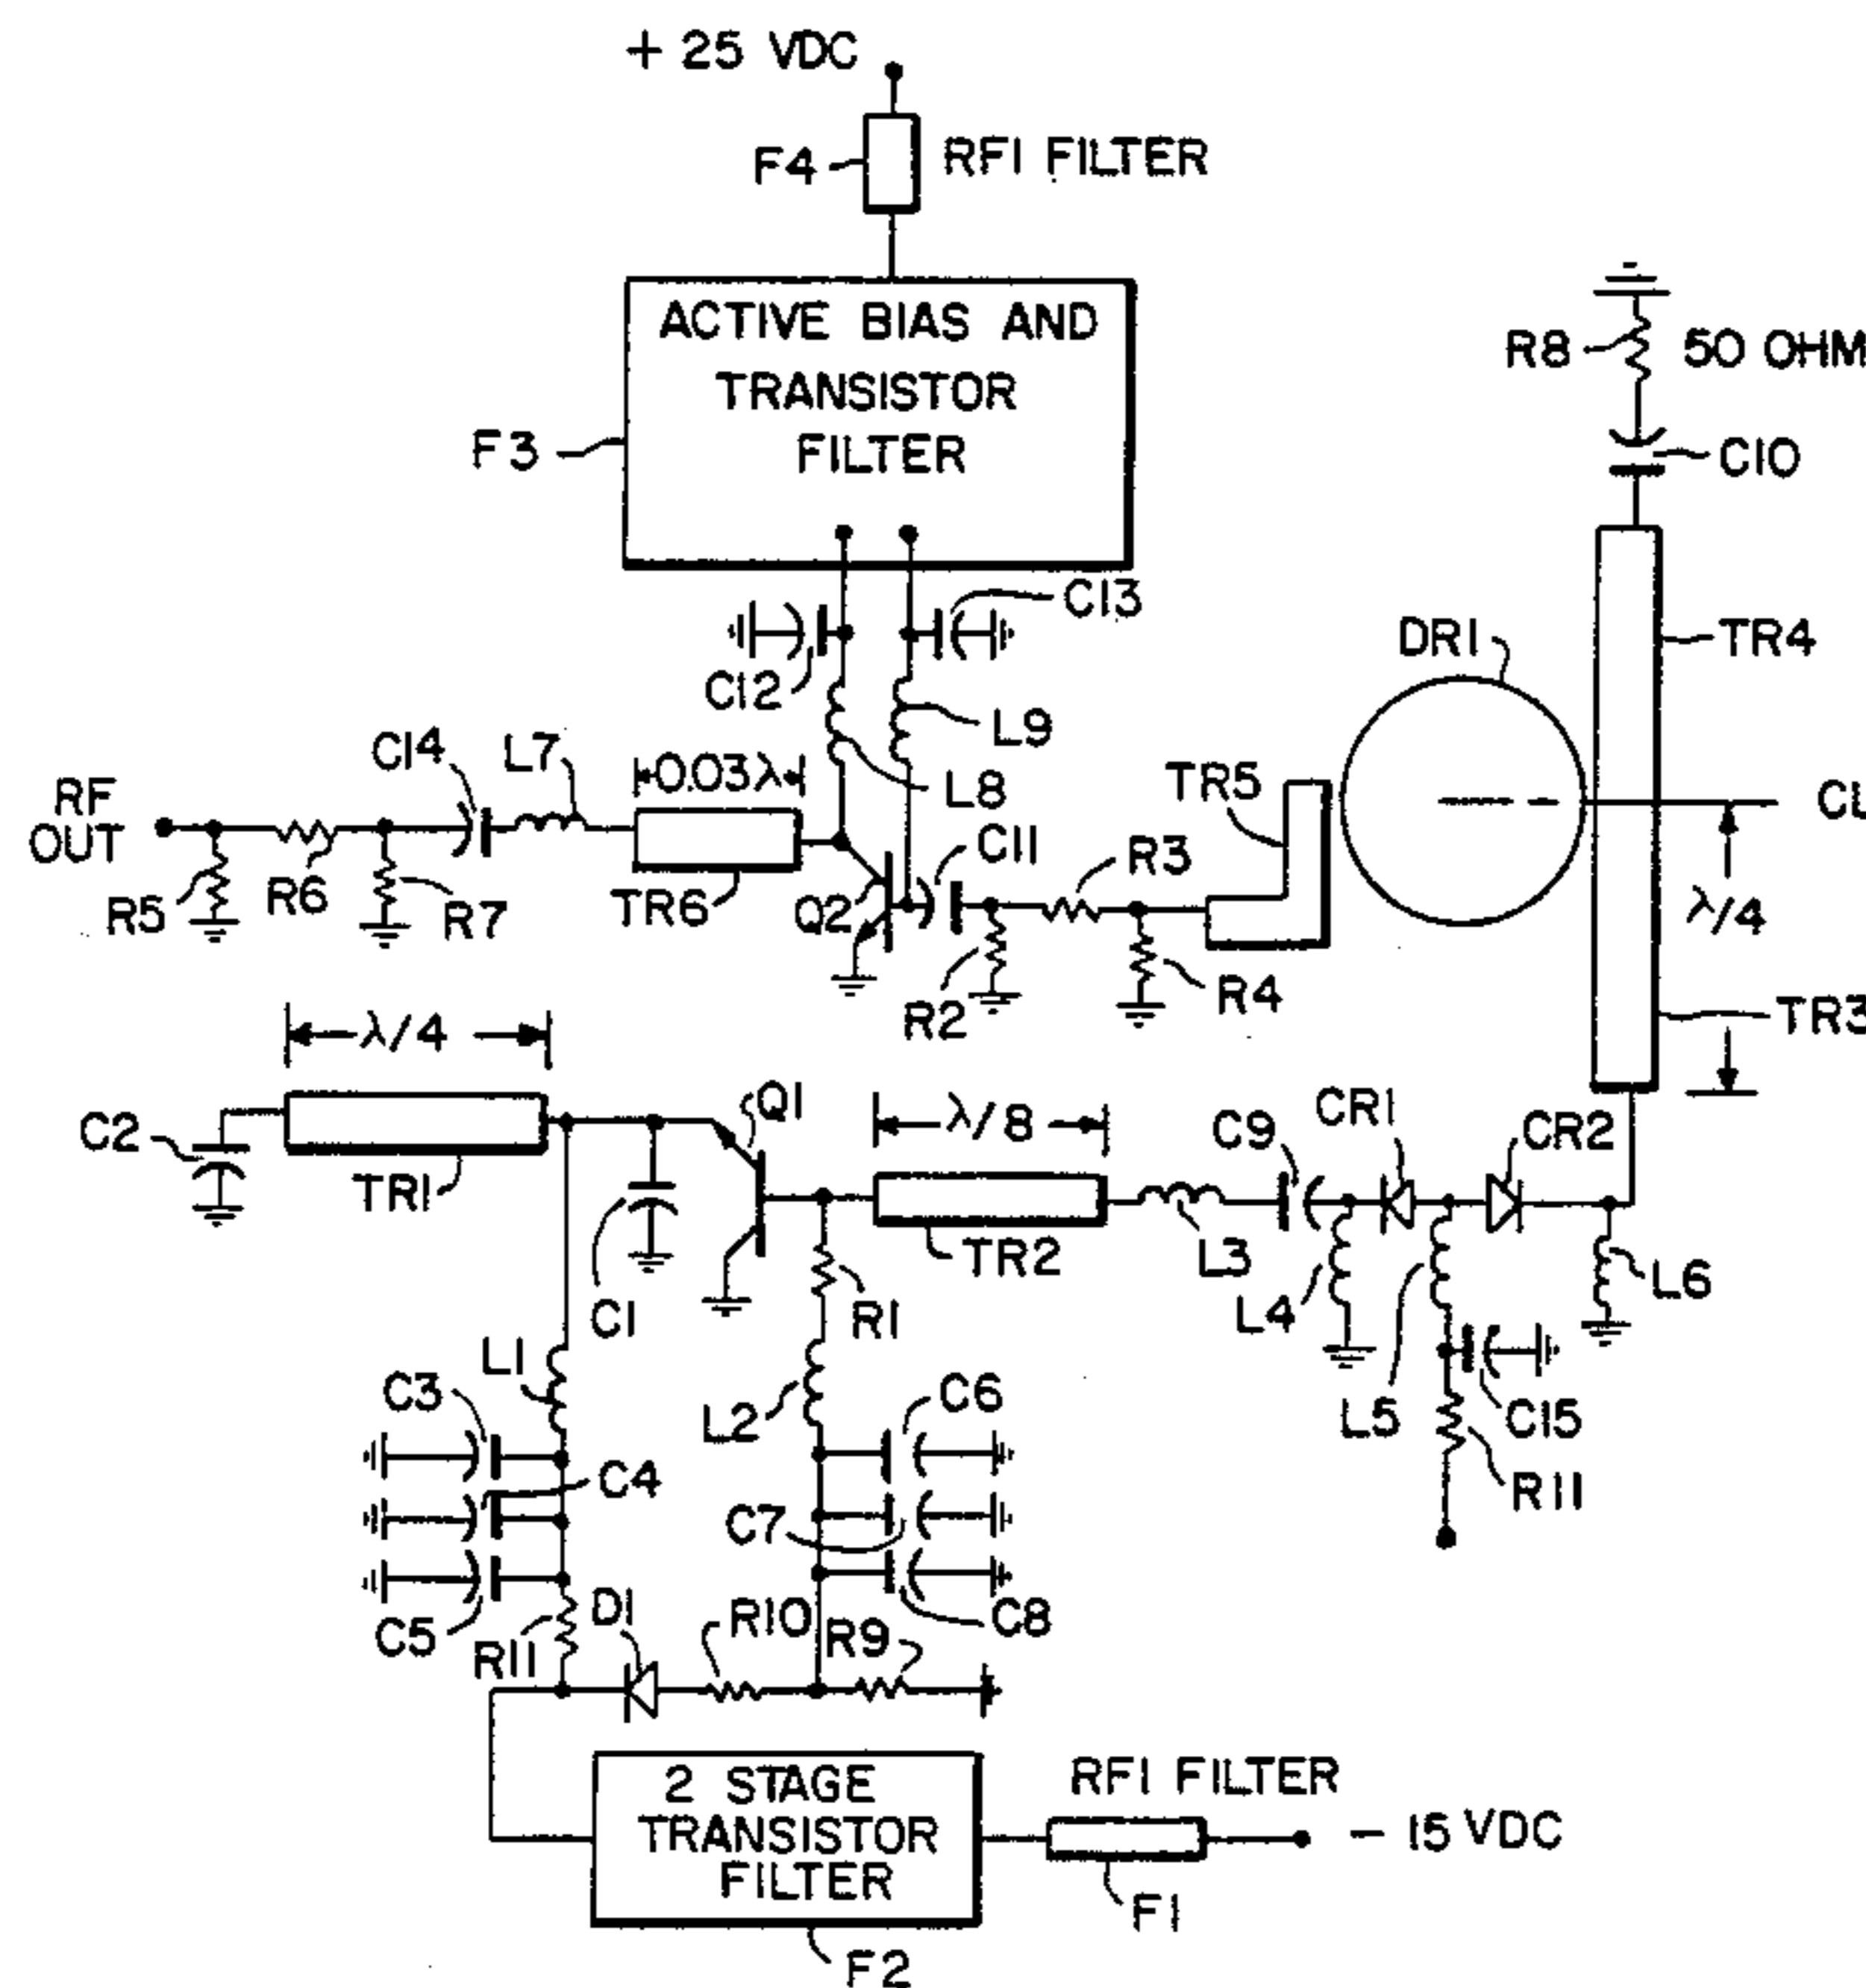 + 25 VDC
F4
RFI FILTER
ACTIVE BIAS AND
TRANSISTOR
FILTER
F3
R8
50 OHM
C10
C13
C12
DR1
TR4
L9
C14
L7
0.03λ
L8
TR5
CL
RF
OUT
C11
R3
λ/4
R5
R6
R7
TR6
Q2
R2
R4
TR3
λ/4
C2
TR1
Q1
λ/8
C9
CR1
CR2
C1
R1
TR2
L3
L4
L6
L1
C3
L2
C6
L5
C15
C4
C7
R11
C5
R11
D1
R10
R9
C8
2 STAGE
TRANSISTOR
FILTER
RFI FILTER
- 15 VDC
F1
F2